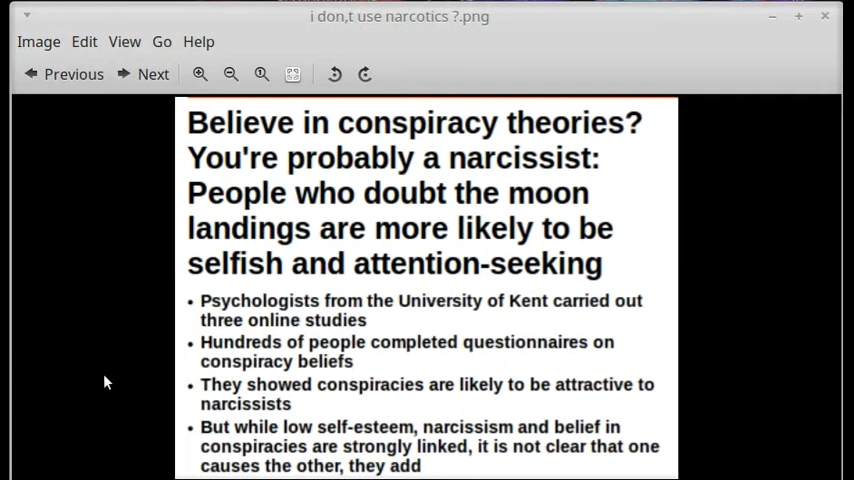 i don,t use narcotics ?.png
Image Edit View Go Help
Previous Next
Believe in conspiracy theories?
You're probably a narcissist:
People who doubt the moon
landings are more likely to be
selfish and attention-seeking
• Psychologists from the University of Kent carried out
three online studies
• Hundreds of people completed questionnaires on
conspiracy beliefs
• They showed conspiracies are likely to be attractive to
narcissists
• But while low self-esteem, narcissism and belief in
conspiracies are strongly linked, it is not clear that one
causes the other, they add